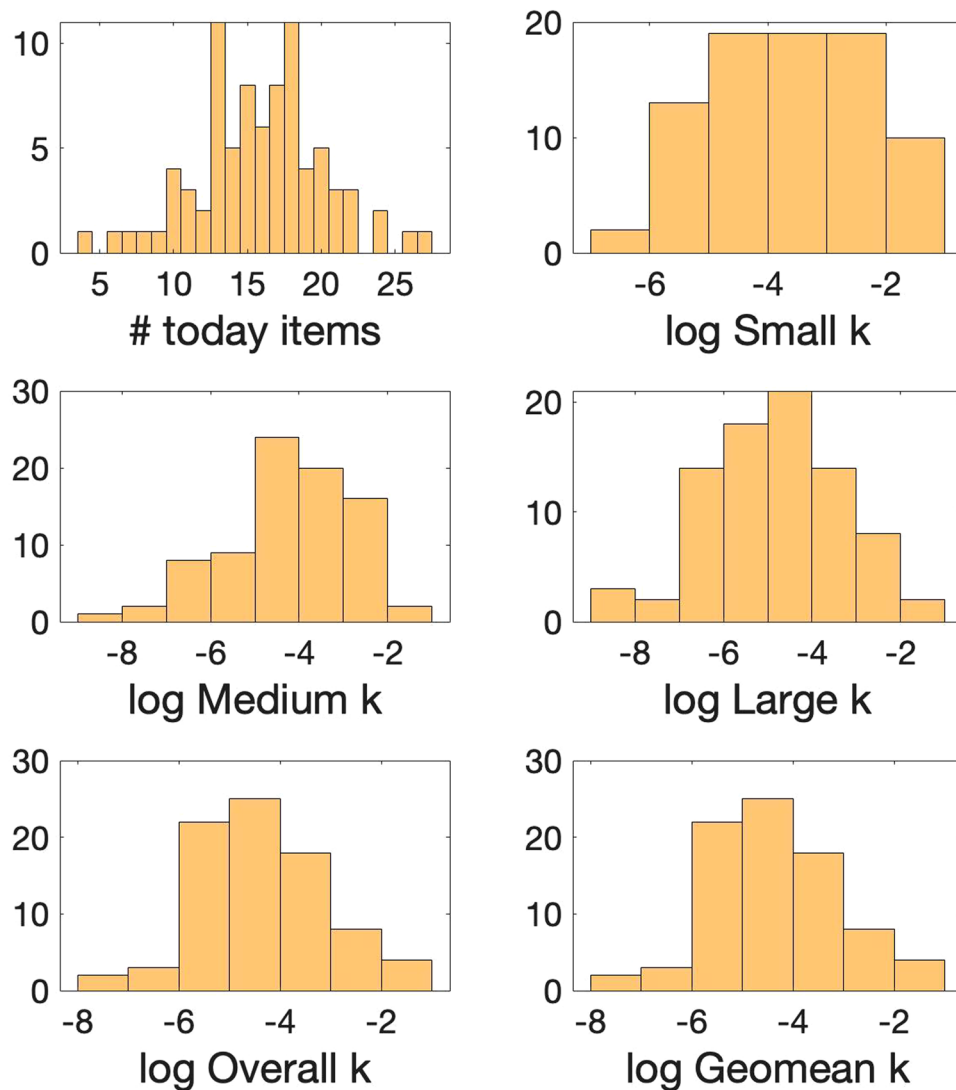 10
5
0
5 10 15 20 25
# today items
20
10
0
-6 -4 -2
log Small k
30
20
10
0
-8 -6 -4 -2
log Medium k
20
10
0
-8 -6 -4 -2
log Large k
30
20
10
0
-8 -6 -4 -2
log Overall k
30
20
10
0
-8 -6 -4 -2
log Geomean k